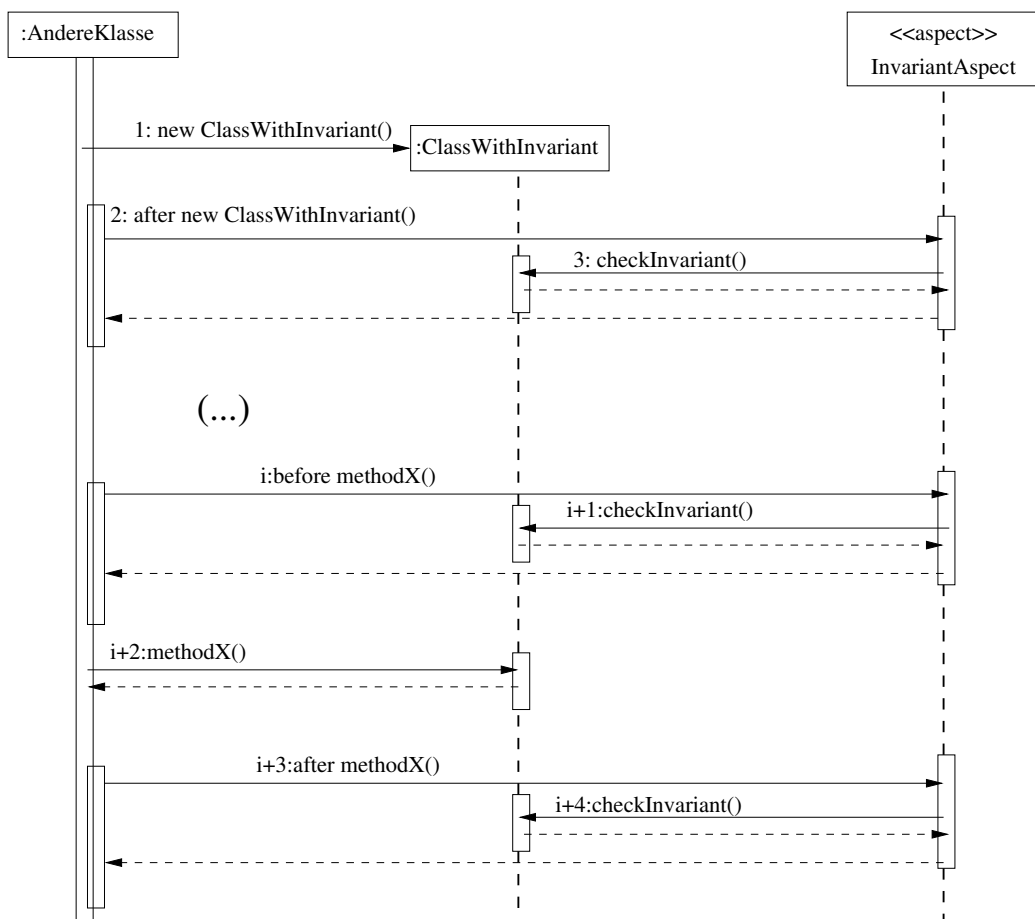 :AndereKlasse
<<aspect>>
InvariantAspect
1: new ClassWithInvariant()
:ClassWithInvariant
2: after new ClassWithInvariant()
3: checkInvariant()
(...)
i:before methodX()
i+1:checkInvariant()
i+2:methodX()
i+3:after methodX()
i+4:checkInvariant()